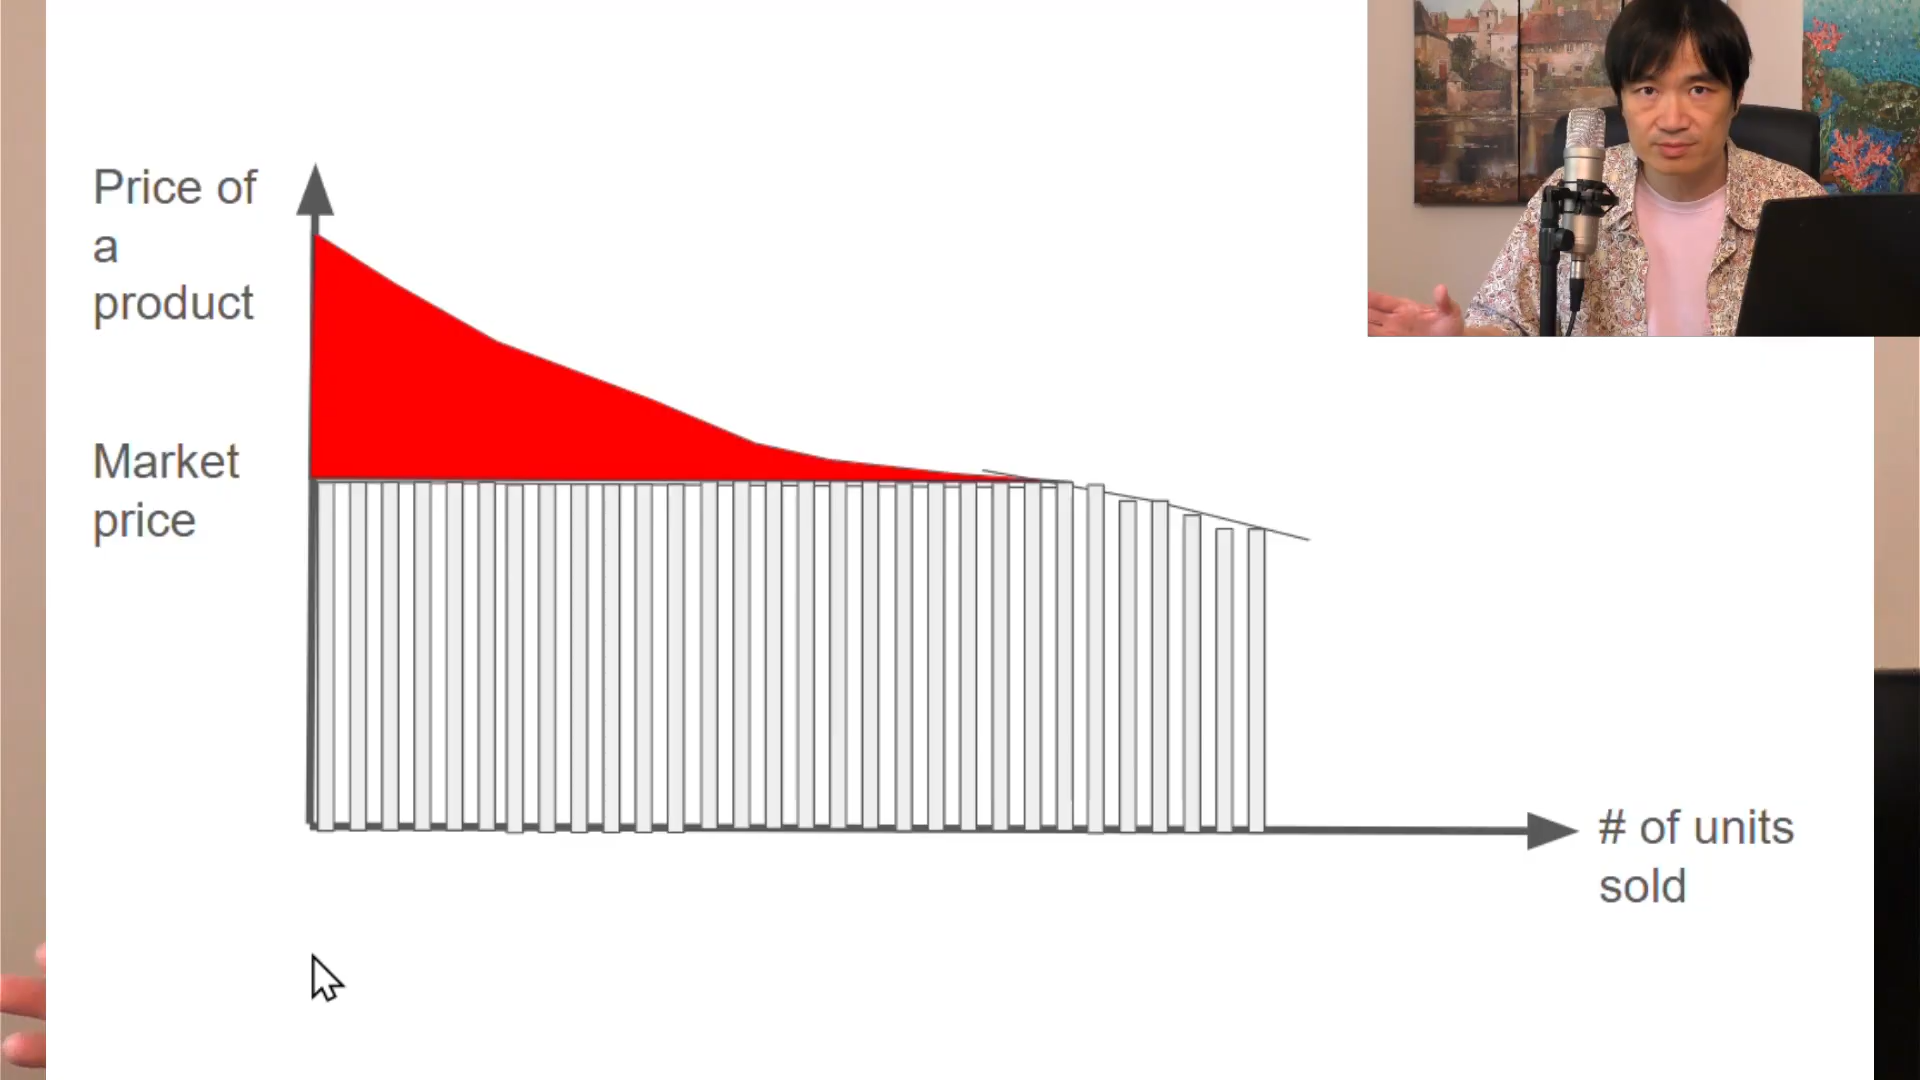 Price of
a
product
Market
price
# of units
sold